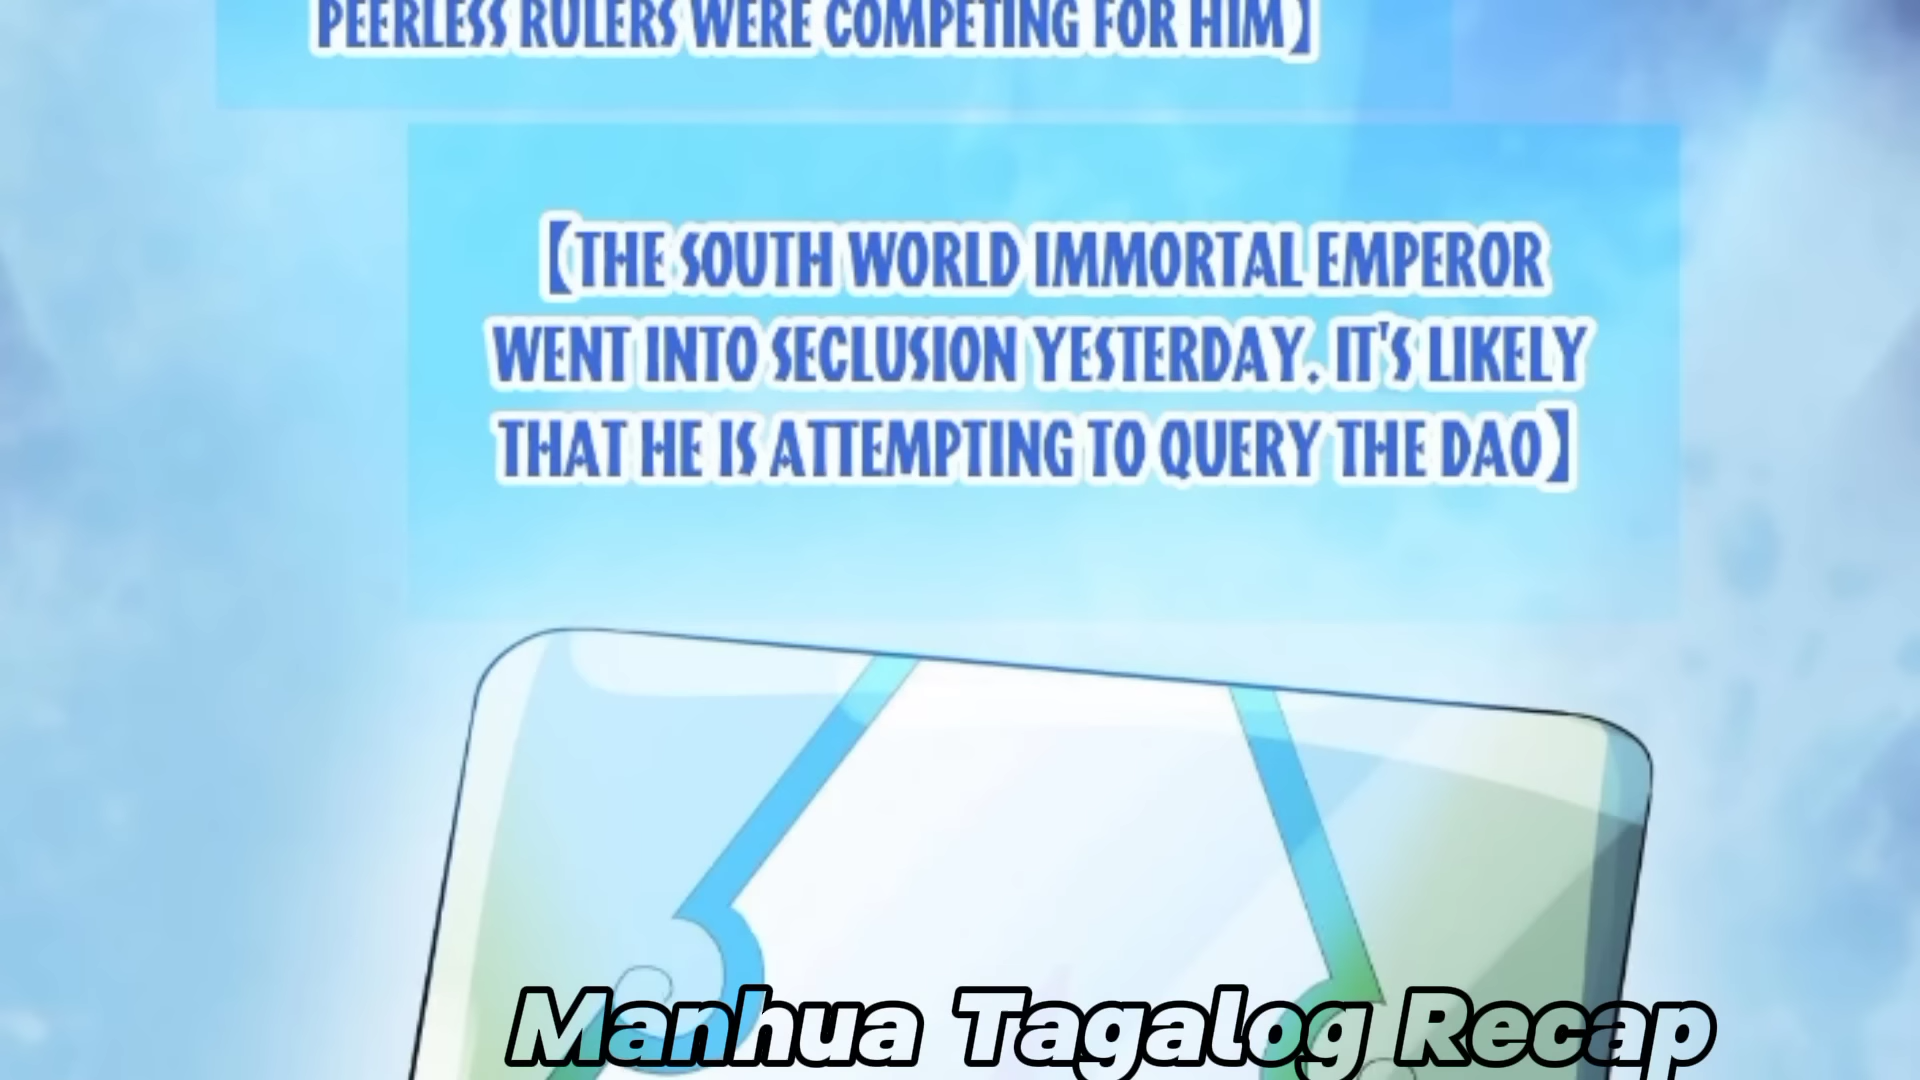 PEERLESS RULERS WERE COMPETING FOR HIM】
【THE SOUTH WORLD IMMORTAL EMPEROR
WENT INTO SECLUSION YESTERDAY. IT'S LIKELY
THAT HE IS ATTEMPTING TO QUERY THE DAO】
Manhua Tagalog Recap